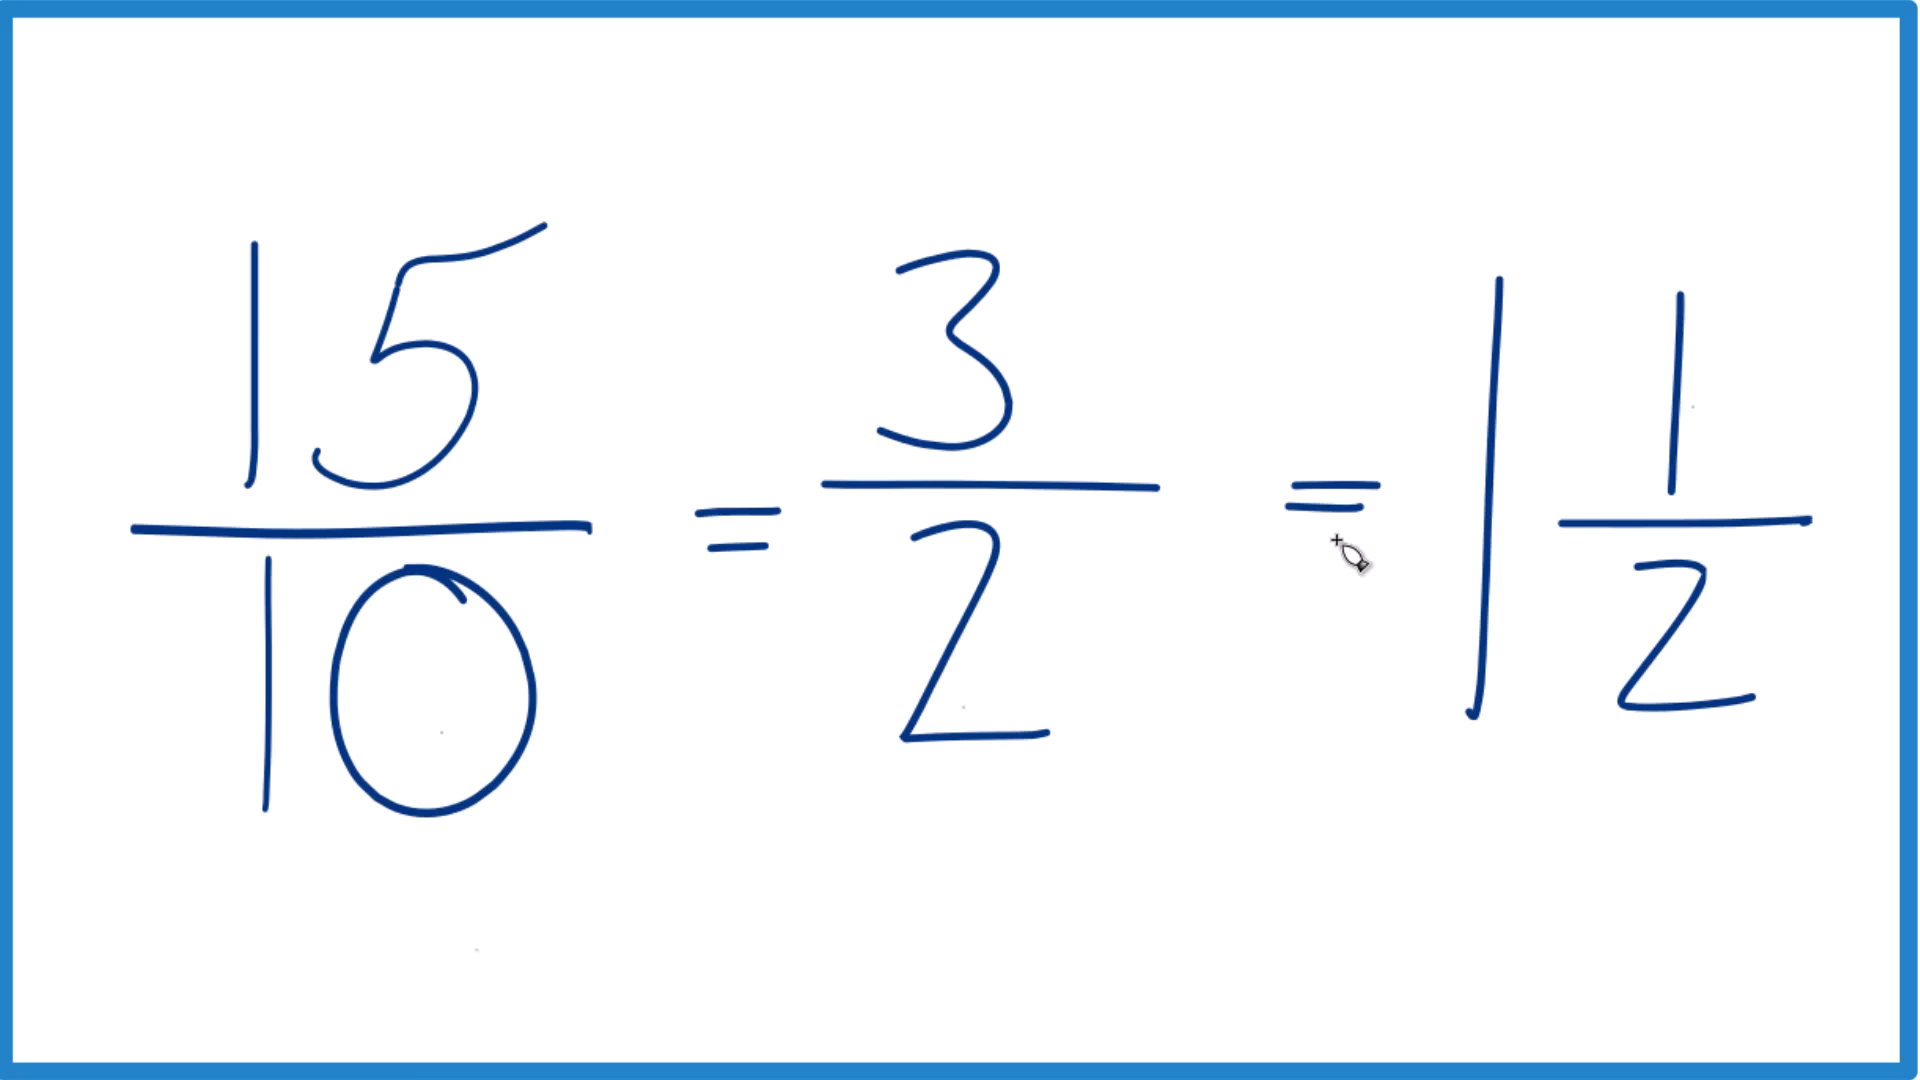 15/10 = 3/2 = 1 1/2